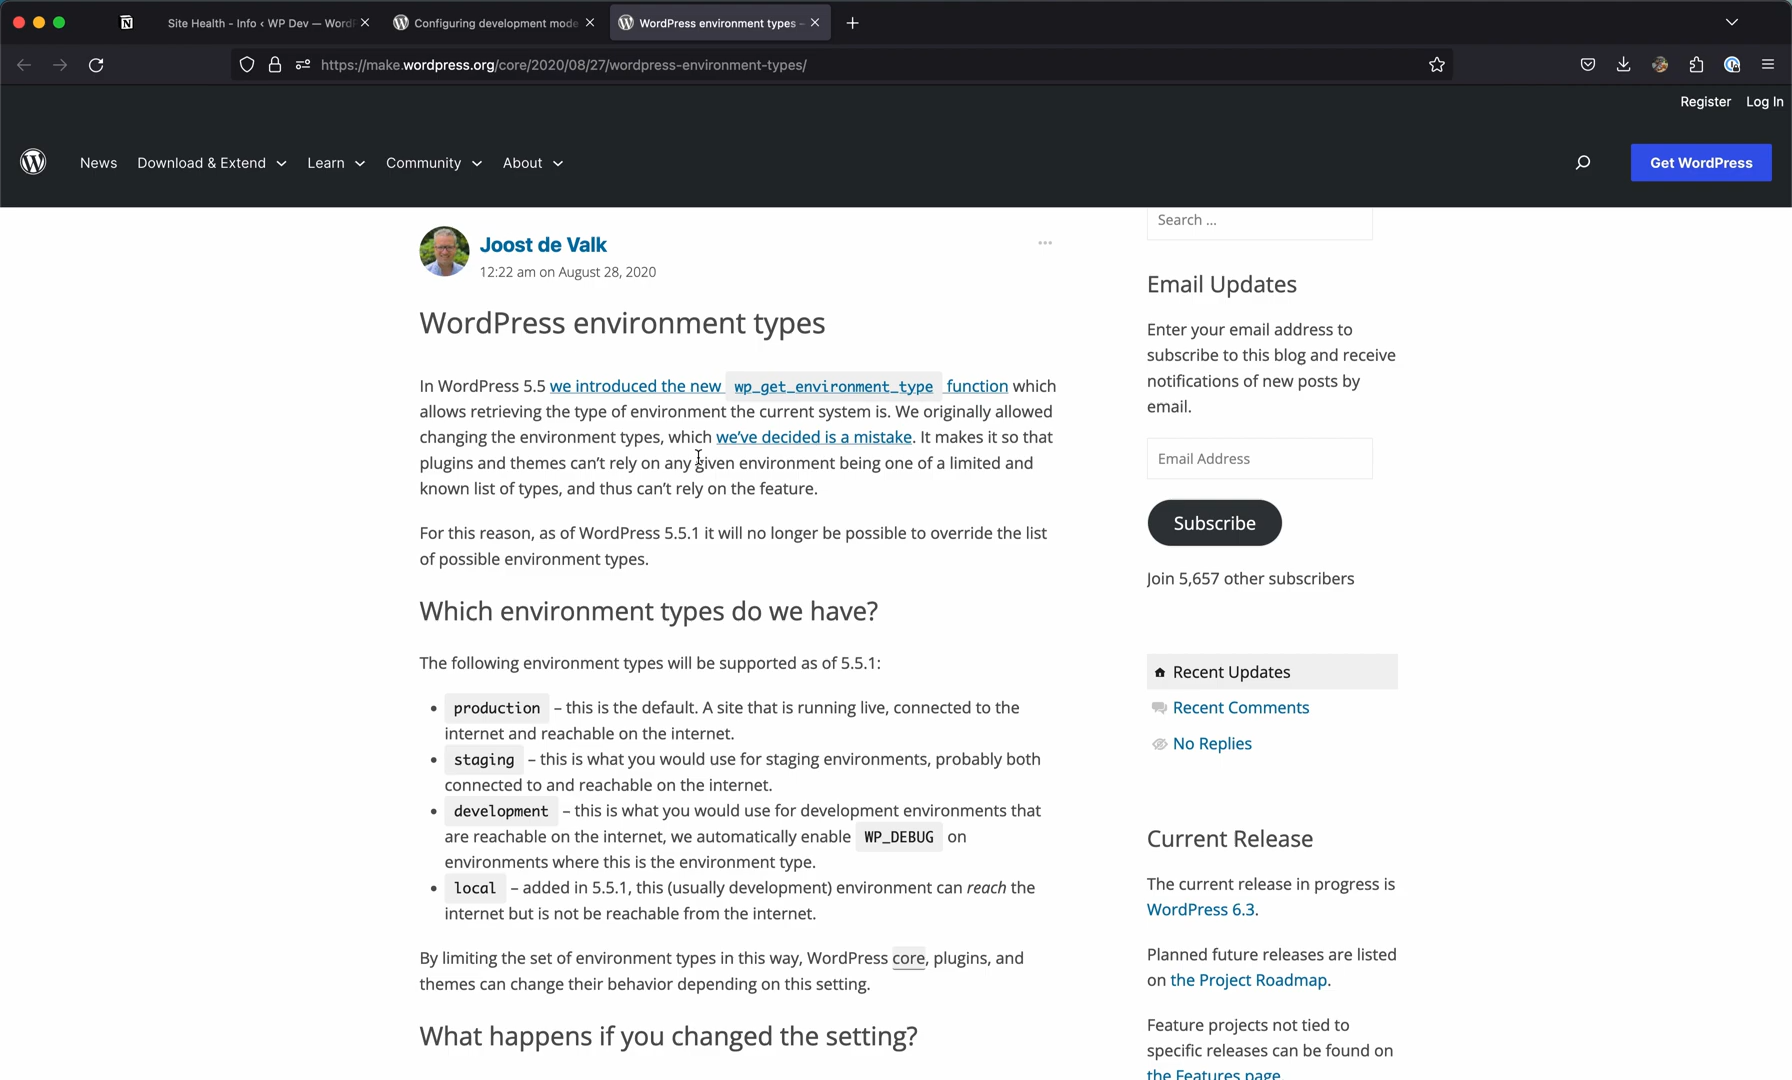 Site Health - Info ‹ WP Dev — WordP
Configuring development mode
WordPress environment types –
https://make.wordpress.org/core/2020/08/27/wordpress-environment-types/
Register Log In
News Download & Extend Learn Community About Get WordPress
Joost de Valk
12:22 am on August 28, 2020
WordPress environment types
In WordPress 5.5 we introduced the new wp_get_environment_type function which
allows retrieving the type of environment the current system is. We originally allowed
changing the environment types, which we've decided is a mistake. It makes it so that
plugins and themes can't rely on any given environment being one of a limited and
known list of types, and thus can't rely on the feature.
For this reason, as of WordPress 5.5.1 it will no longer be possible to override the list
of possible environment types.
Which environment types do we have?
The following environment types will be supported as of 5.5.1:
• production – this is the default. A site that is running live, connected to the
internet and reachable on the internet.
• staging – this is what you would use for staging environments, probably both
connected to and reachable on the internet.
• development – this is what you would use for development environments that
are reachable on the internet, we automatically enable WP_DEBUG on
environments where this is the environment type.
• local – added in 5.5.1, this (usually development) environment can reach the
internet but is not be reachable from the internet.
By limiting the set of environment types in this way, WordPress core, plugins, and
themes can change their behavior depending on this setting.
What happens if you changed the setting?
Search ...
Email Updates
Enter your email address to
subscribe to this blog and receive
notifications of new posts by
email.
Email Address
Subscribe
Join 5,657 other subscribers
Recent Updates
Recent Comments
No Replies
Current Release
The current release in progress is
WordPress 6.3.
Planned future releases are listed
on the Project Roadmap.
Feature projects not tied to
specific releases can be found on
the Features page.